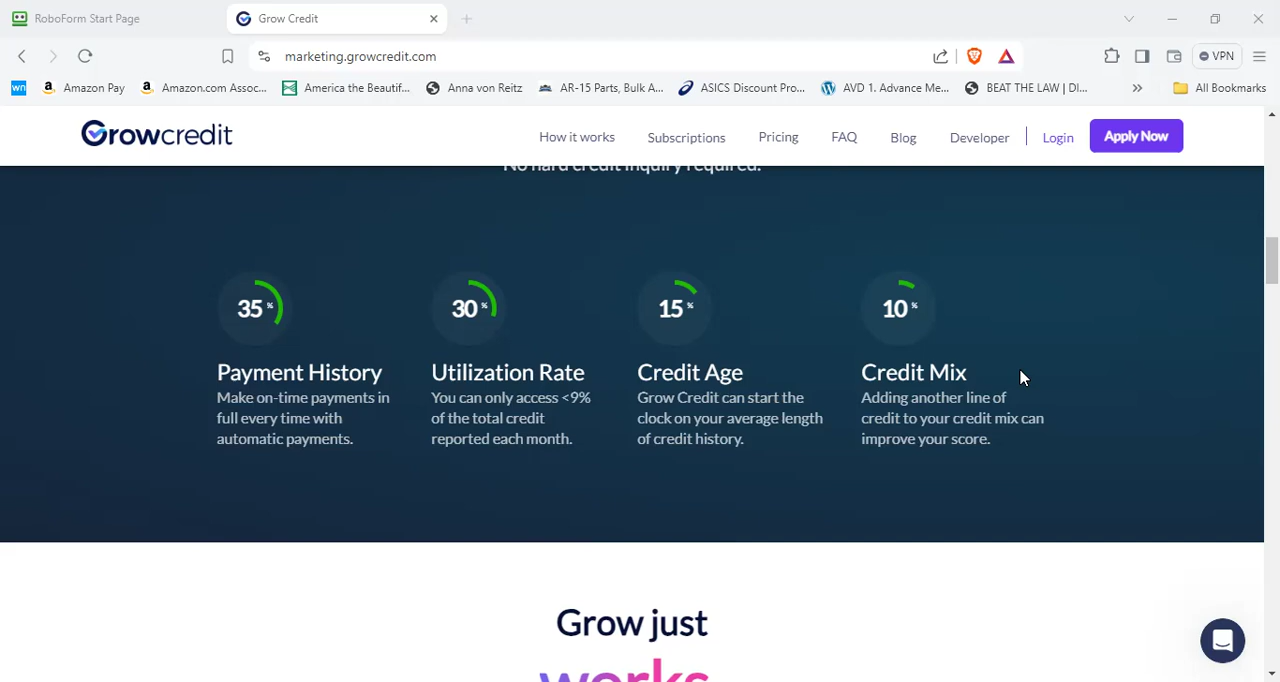 RoboForm Start Page
Grow Credit
marketing.growcredit.com
VPN
wn
Amazon Pay
Amazon.com Assoc...
America the Beautif...
Anna von Reitz
AR-15 Parts, Bulk A...
ASICS Discount Pro...
AVD 1. Advance Me...
BEAT THE LAW | DI...
All Bookmarks
Growcredit
How it works
Subscriptions
Pricing
FAQ
Blog
Developer
Login
Apply Now
No hard credit inquiry required.
35 %
30 %
15 %
10 %
Payment History
Make on-time payments in
full every time with
automatic payments.
Utilization Rate
You can only access <9%
of the total credit
reported each month.
Credit Age
Grow Credit can start the
clock on your average length
of credit history.
Credit Mix
Adding another line of
credit to your credit mix can
improve your score.
Grow just
works